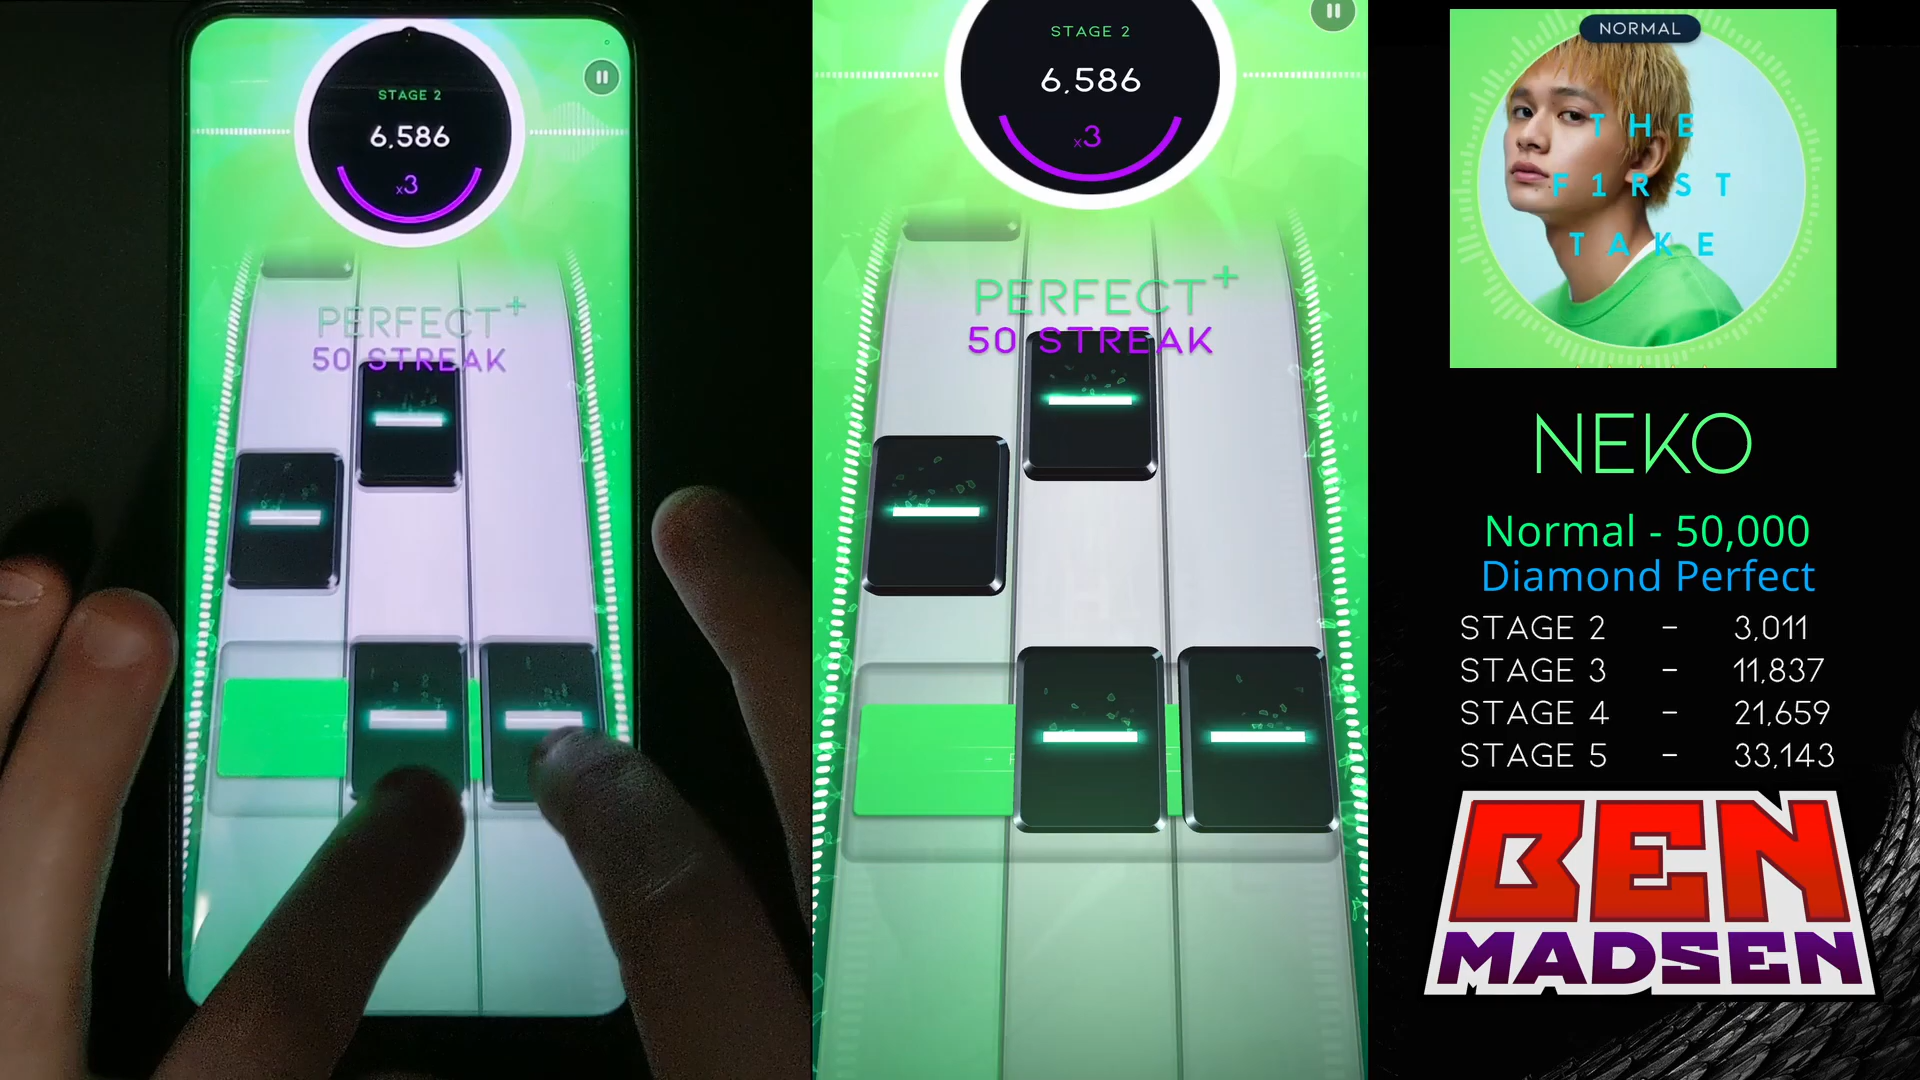 STAGE 2
6,586
x3
PERFECT+
50 STREAK
STAGE 2
6,586
x3
PERFECT+
50 STREAK
NORMAL
THE
F1RST
TAKE
NEKO
Normal - 50,000
Diamond Perfect
STAGE 2 - 3,011
STAGE 3 - 11,837
STAGE 4 - 21,659
STAGE 5 - 33,143
BEN
MADSEN